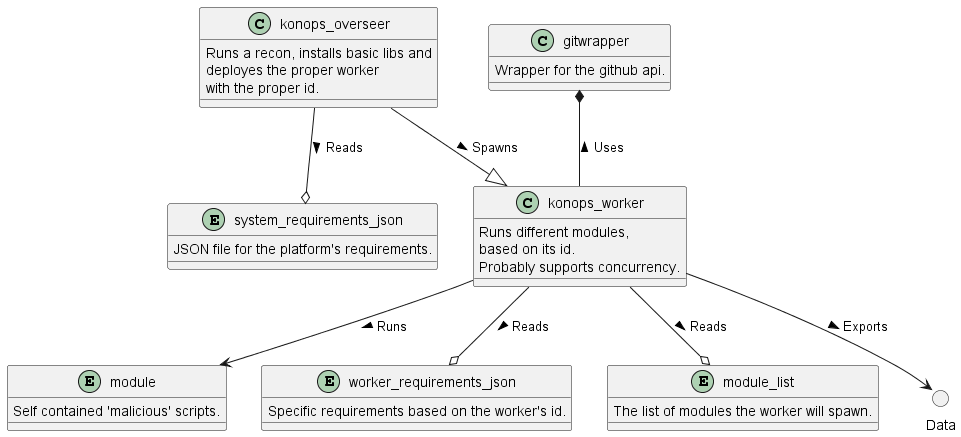 C konops_overseer
Runs a recon, installs basic libs and
deployes the proper worker
with the proper id.
C gitwrapper
Wrapper for the github api.
Reads
Spawns
Uses
E system_requirements_json
JSON file for the platform's requirements.
C konops_worker
Runs different modules,
based on its id.
Probably supports concurrency.
Runs
Reads
Reads
Exports
E module
Self contained 'malicious' scripts.
E worker_requirements_json
Specific requirements based on the worker's id.
E module_list
The list of modules the worker will spawn.
Data